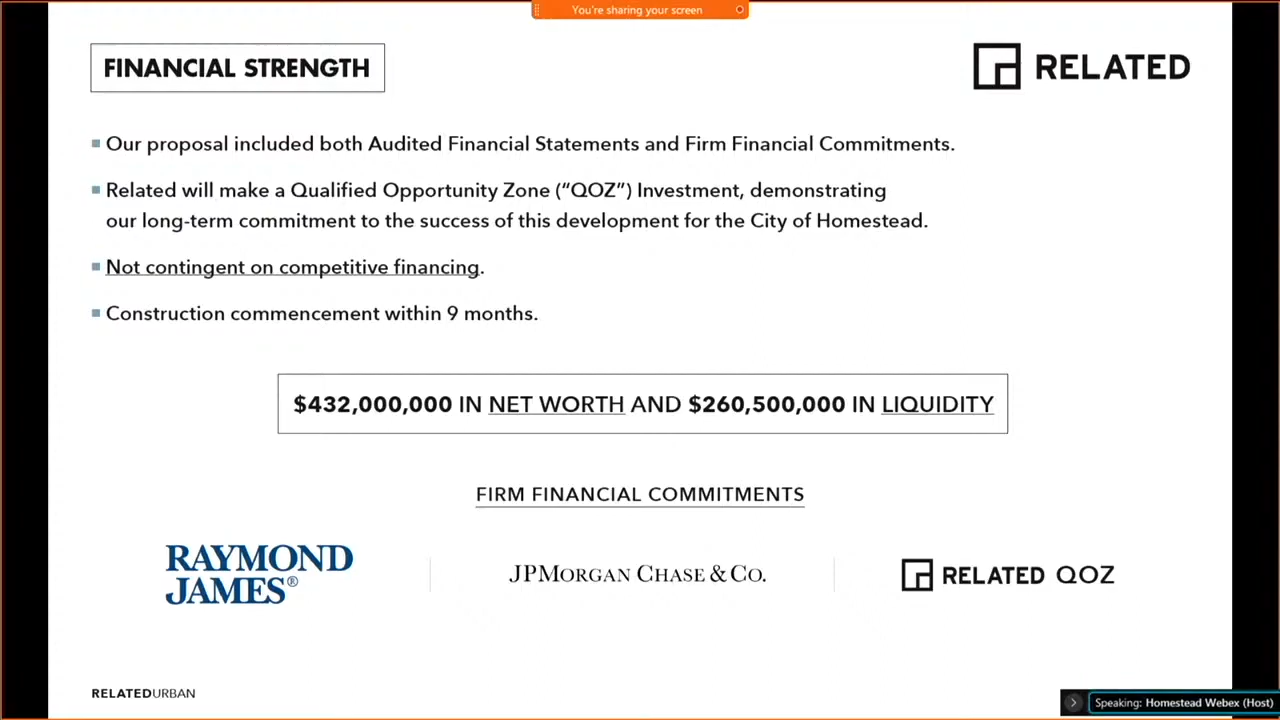 You're sharing your screen
FINANCIAL STRENGTH
RELATED
Our proposal included both Audited Financial Statements and Firm Financial Commitments.
Related will make a Qualified Opportunity Zone (“QOZ”) Investment, demonstrating
our long-term commitment to the success of this development for the City of Homestead.
Not contingent on competitive financing.
Construction commencement within 9 months.
$432,000,000 IN NET WORTH AND $260,500,000 IN LIQUIDITY
FIRM FINANCIAL COMMITMENTS
RAYMOND
JAMES®
JPMORGAN CHASE & CO.
RELATED QOZ
RELATEDURBAN
Speaking: Homestead Webex (Host)